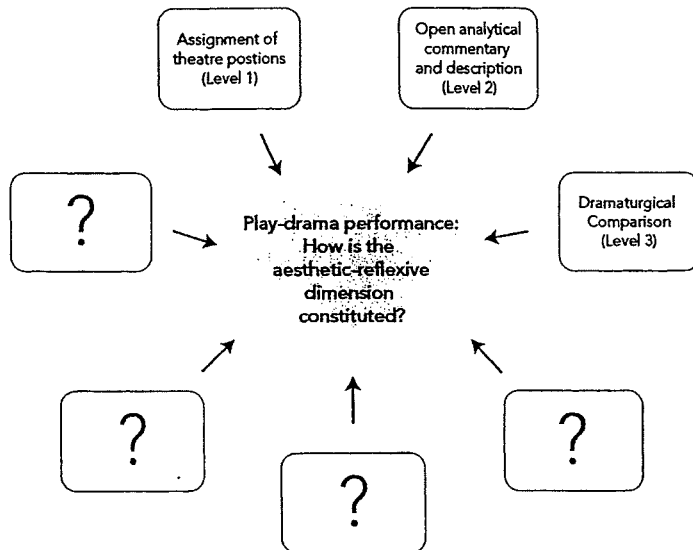 Assignment of
theatre postions
(Level 1)
Open analytical
commentary
and description
(Level 2)
?
Play-drama performance:
How is the
aesthetic-reflexive
dimension
constituted?
Dramaturgical
Comparison
(Level 3)
?
?
?